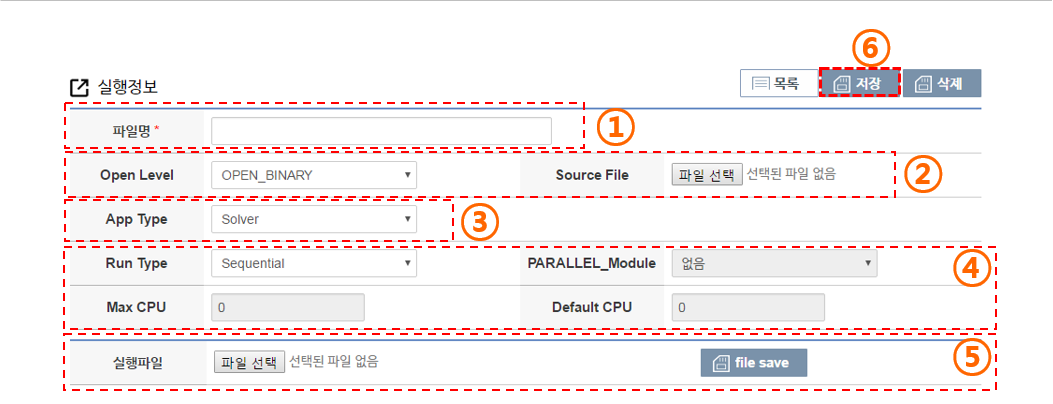 ⑥
실행정보 목록 저장 삭제
파일명 * ①
Open Level OPEN_BINARY Source File 파일 선택 선택된 파일 없음 ②
App Type Solver ③
Run Type Sequential PARALLEL_Module 없음 ④
Max CPU 0 Default CPU 0
실행파일 파일 선택 선택된 파일 없음 file save ⑤